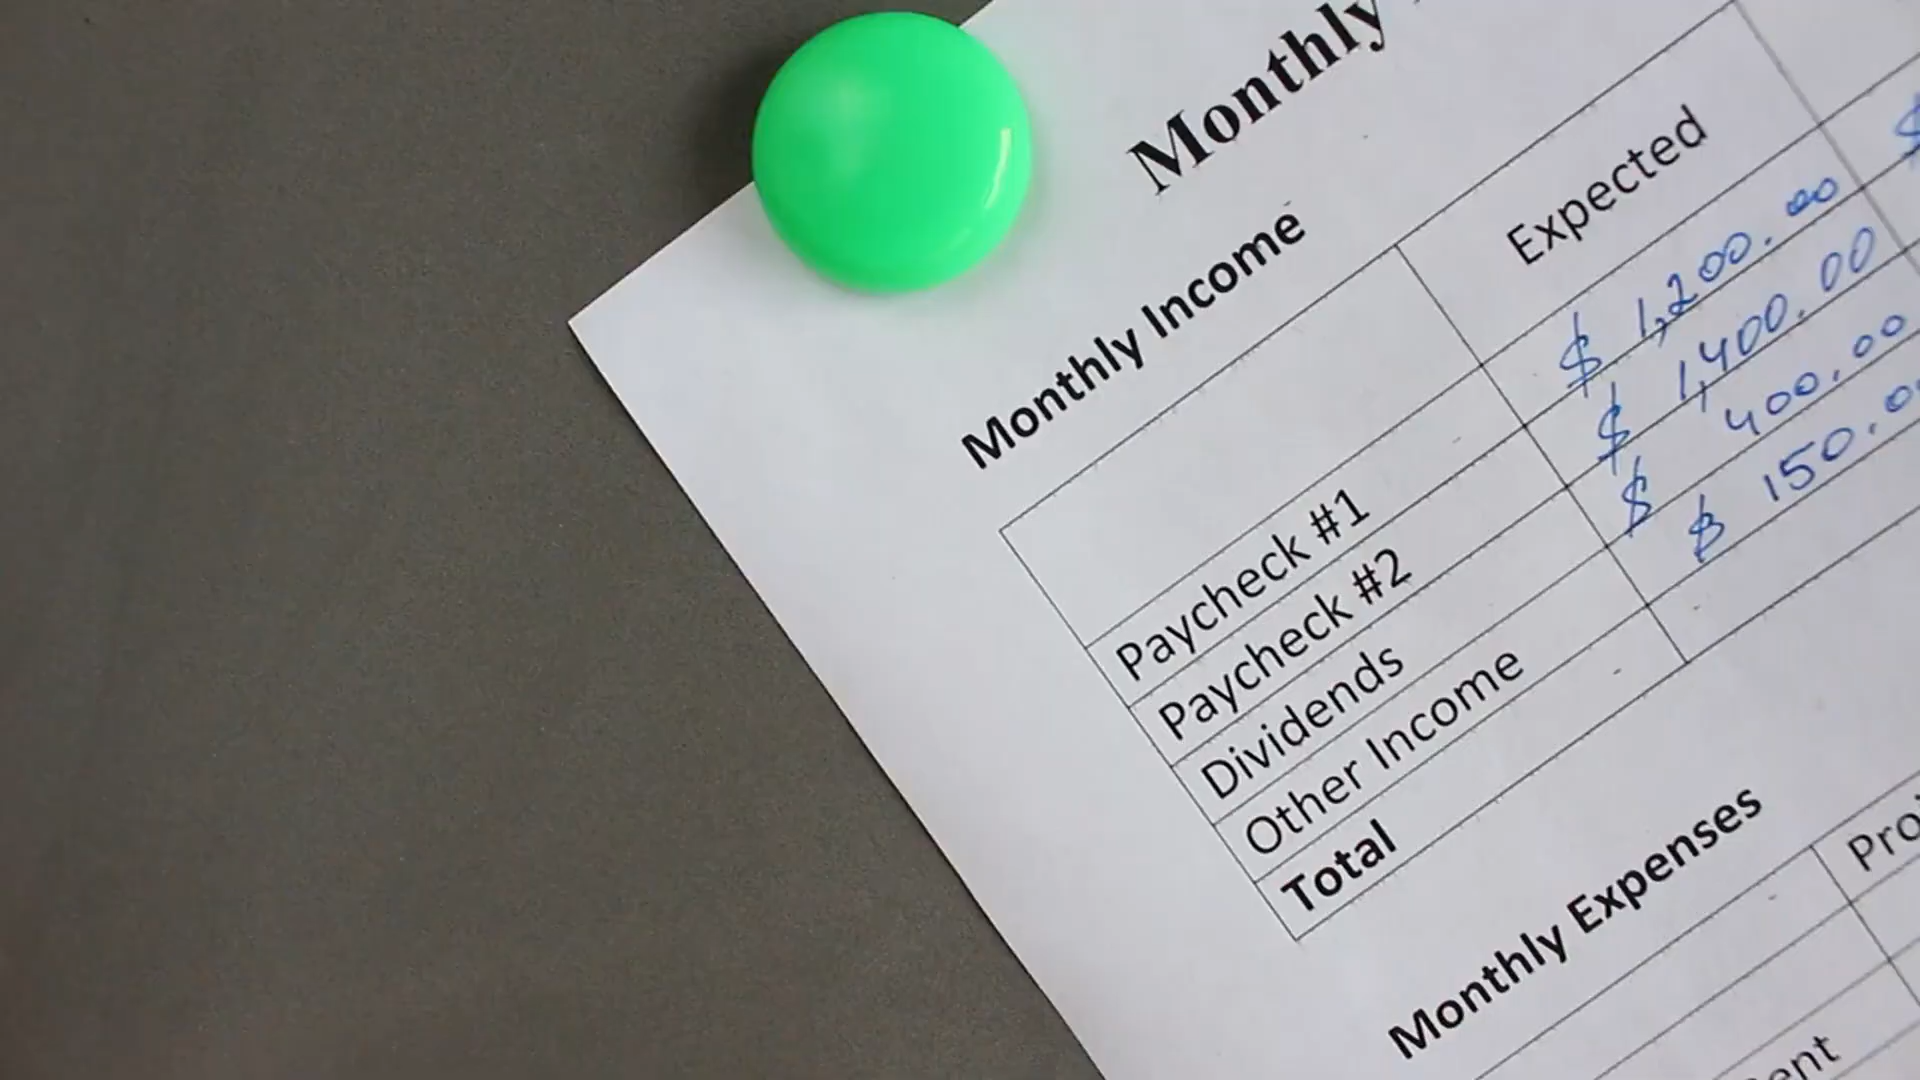 Monthly
Monthly Income
Expected
Paycheck #1 $ 1,200.00 $
Paycheck #2 $ 1,400.00
Dividends $ 400.00
Other Income $ 150.0
Total
Monthly Expenses